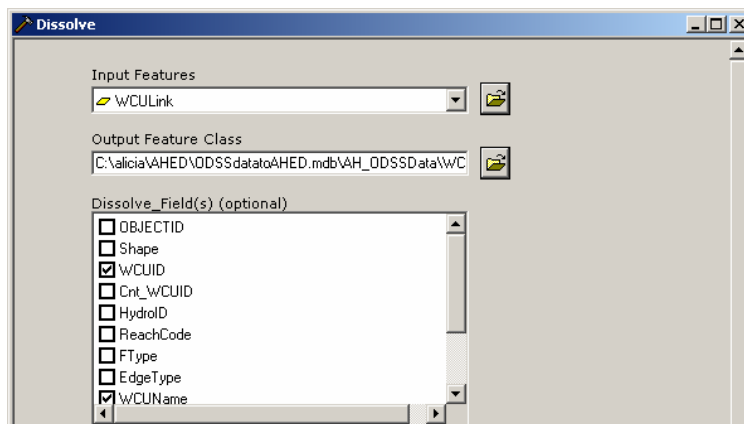 Dissolve
Input Features
WCULink
Output Feature Class
C:\alicia\AHED\ODSSdatatoAHED.mdb\AH_ODSSData\WC
Dissolve_Field(s) (optional)
OBJECTID
Shape
WCUID
Cnt_WCUID
HydroID
ReachCode
FType
EdgeType
WCUName